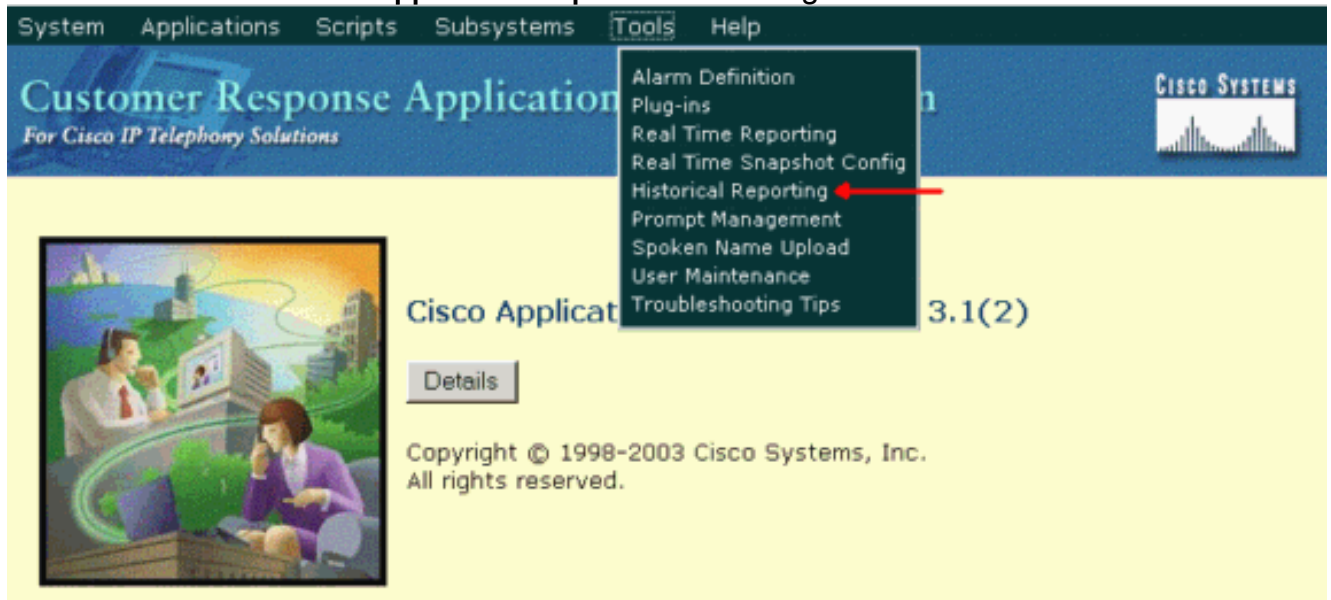 System Applications Scripts Subsystems Tools Help
Customer Response Application n
For Cisco IP Telephony Solutions
CISCO SYSTEMS
Alarm Definition
Plug-ins
Real Time Reporting
Real Time Snapshot Config
Historical Reporting
Prompt Management
Spoken Name Upload
User Maintenance
Troubleshooting Tips
Cisco Applicat 3.1(2)
Details
Copyright © 1998-2003 Cisco Systems, Inc.
All rights reserved.